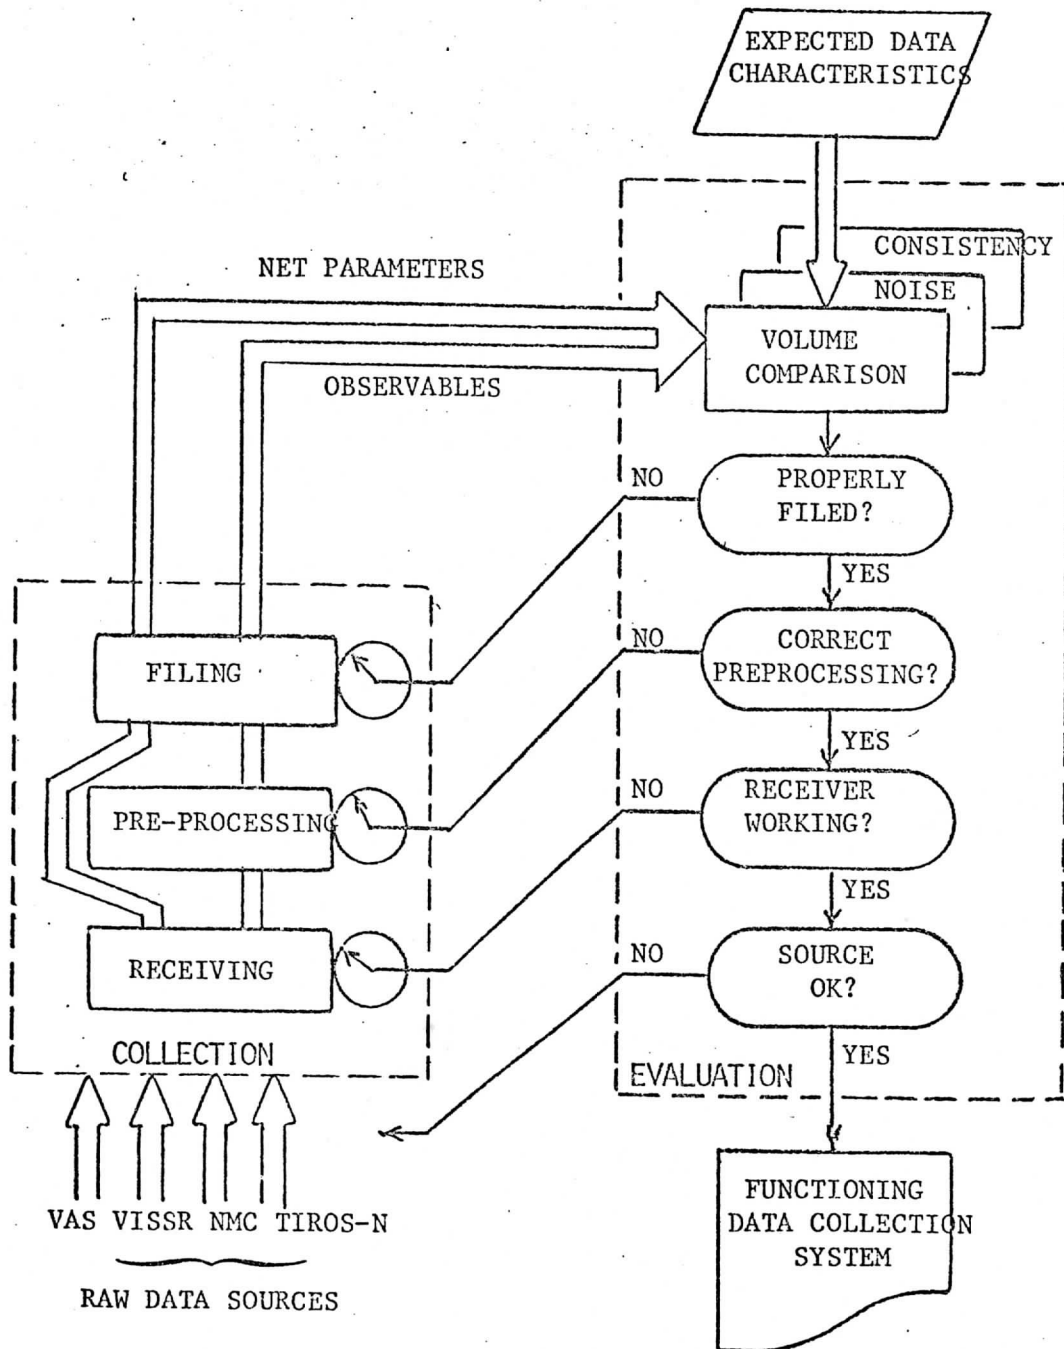 EXPECTED DATA
CHARACTERISTICS
CONSISTENCY
NOISE
VOLUME
COMPARISON
NET PARAMETERS
OBSERVABLES
NO
PROPERLY
FILED?
YES
NO
CORRECT
PREPROCESSING?
YES
NO
RECEIVER
WORKING?
YES
NO
SOURCE
OK?
YES
EVALUATION
FILING
PRE-PROCESSING
RECEIVING
COLLECTION
VAS VISSR NMC TIROS-N
RAW DATA SOURCES
FUNCTIONING
DATA COLLECTION
SYSTEM